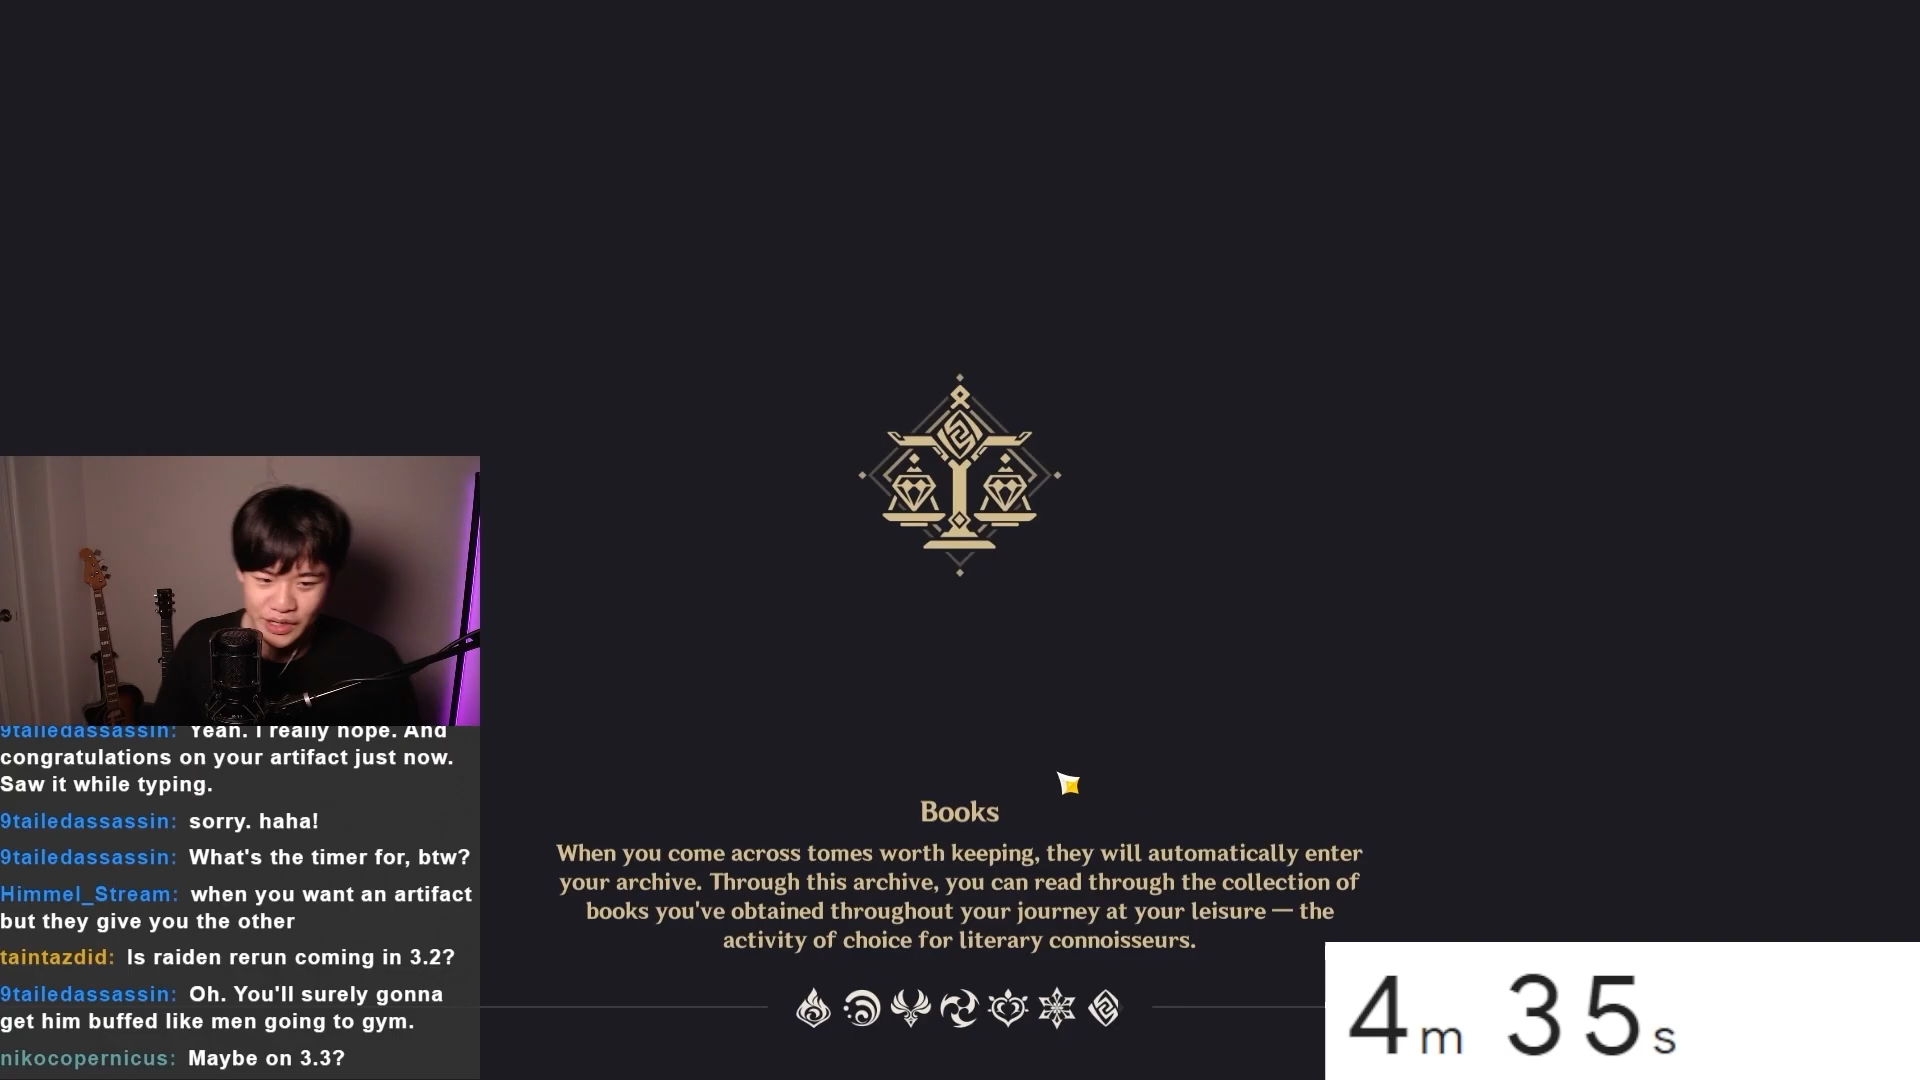 9tailedassassin: Yeah. I really hope. And
congratulations on your artifact just now.
Saw it while typing.
9tailedassassin: sorry. haha!
9tailedassassin: What's the timer for, btw?
Himmel_Stream: when you want an artifact
but they give you the other
taintazdid: Is raiden rerun coming in 3.2?
9tailedassassin: Oh. You'll surely gonna
get him buffed like men going to gym.
nikocopernicus: Maybe on 3.3?
Books
When you come across tomes worth keeping, they will automatically enter
your archive. Through this archive, you can read through the collection of
books you've obtained throughout your journey at your leisure — the
activity of choice for literary connoisseurs.
4m 35s